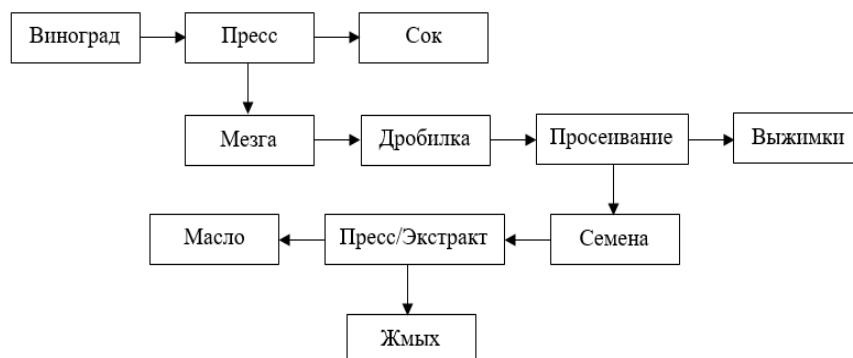 Виноград
Пресс
Сок
Мезга
Дробилка
Просеивание
Выжимки
Масло
Пресс/Экстракт
Семена
Жмых